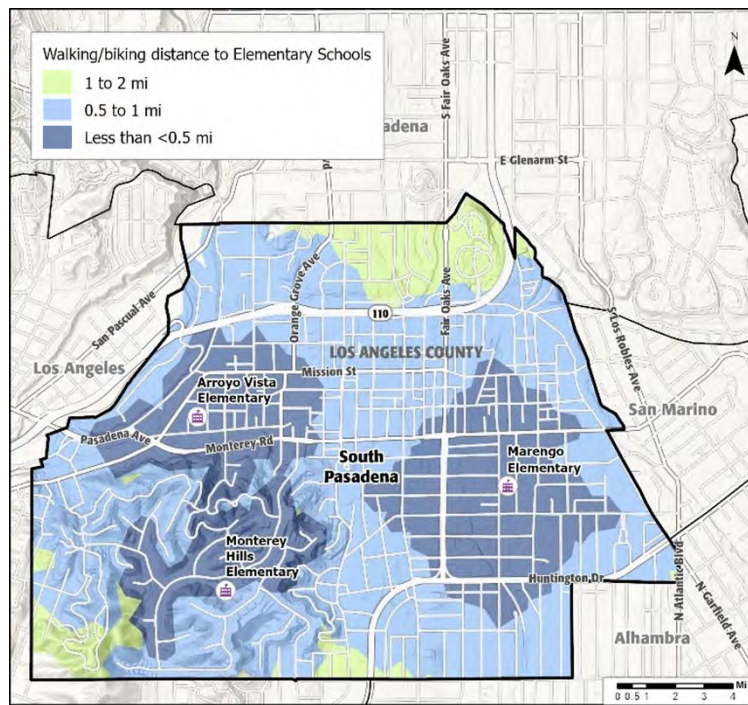 Walking/biking distance to Elementary Schools
1 to 2 mi
0.5 to 1 mi
Less than <0.5 mi
N
S Fair Oaks Ave
adena
E Glenarm St
Orange Grove Ave
110
Fair Oaks Ave
San Pascual Ave
S Los Robles Ave
Los Angeles
LOS ANGELES COUNTY
Mission St
Arroyo Vista
Elementary
San Marino
Pasadena Ave
Monterey Rd
South
Pasadena
Marengo
Elementary
Monterey
Hills
Elementary
Huntington Dr
N Atlantic Blvd
N Garfield Ave
Alhambra
Mi
0 0.5 1 2 3 4